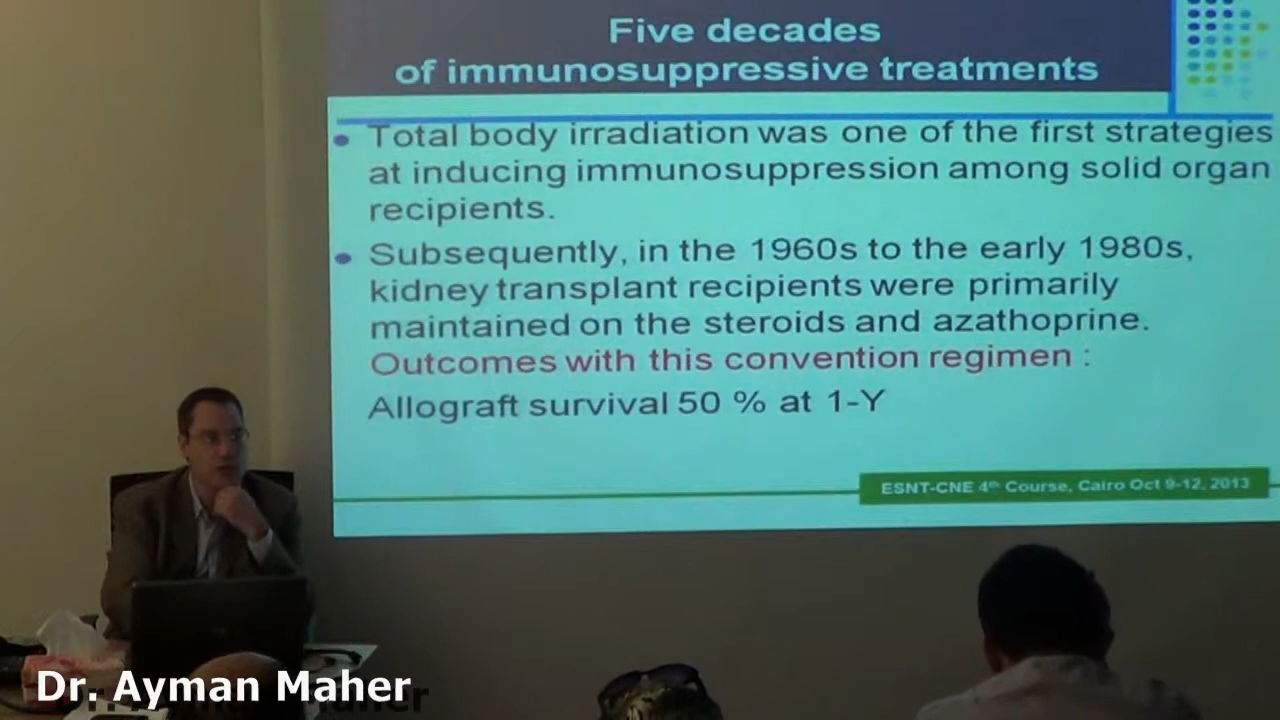 Five decades
of immunosuppressive treatments
• Total body irradiation was one of the first strategies
at inducing immunosuppression among solid organ
recipients.
• Subsequently, in the 1960s to the early 1980s,
kidney transplant recipients were primarily
maintained on the steroids and azathoprine.
Outcomes with this convention regimen :
Allograft survival 50 % at 1-Y
ESNT-CNE 4th Course, Cairo Oct 9-12, 2013
Dr. Ayman Maher